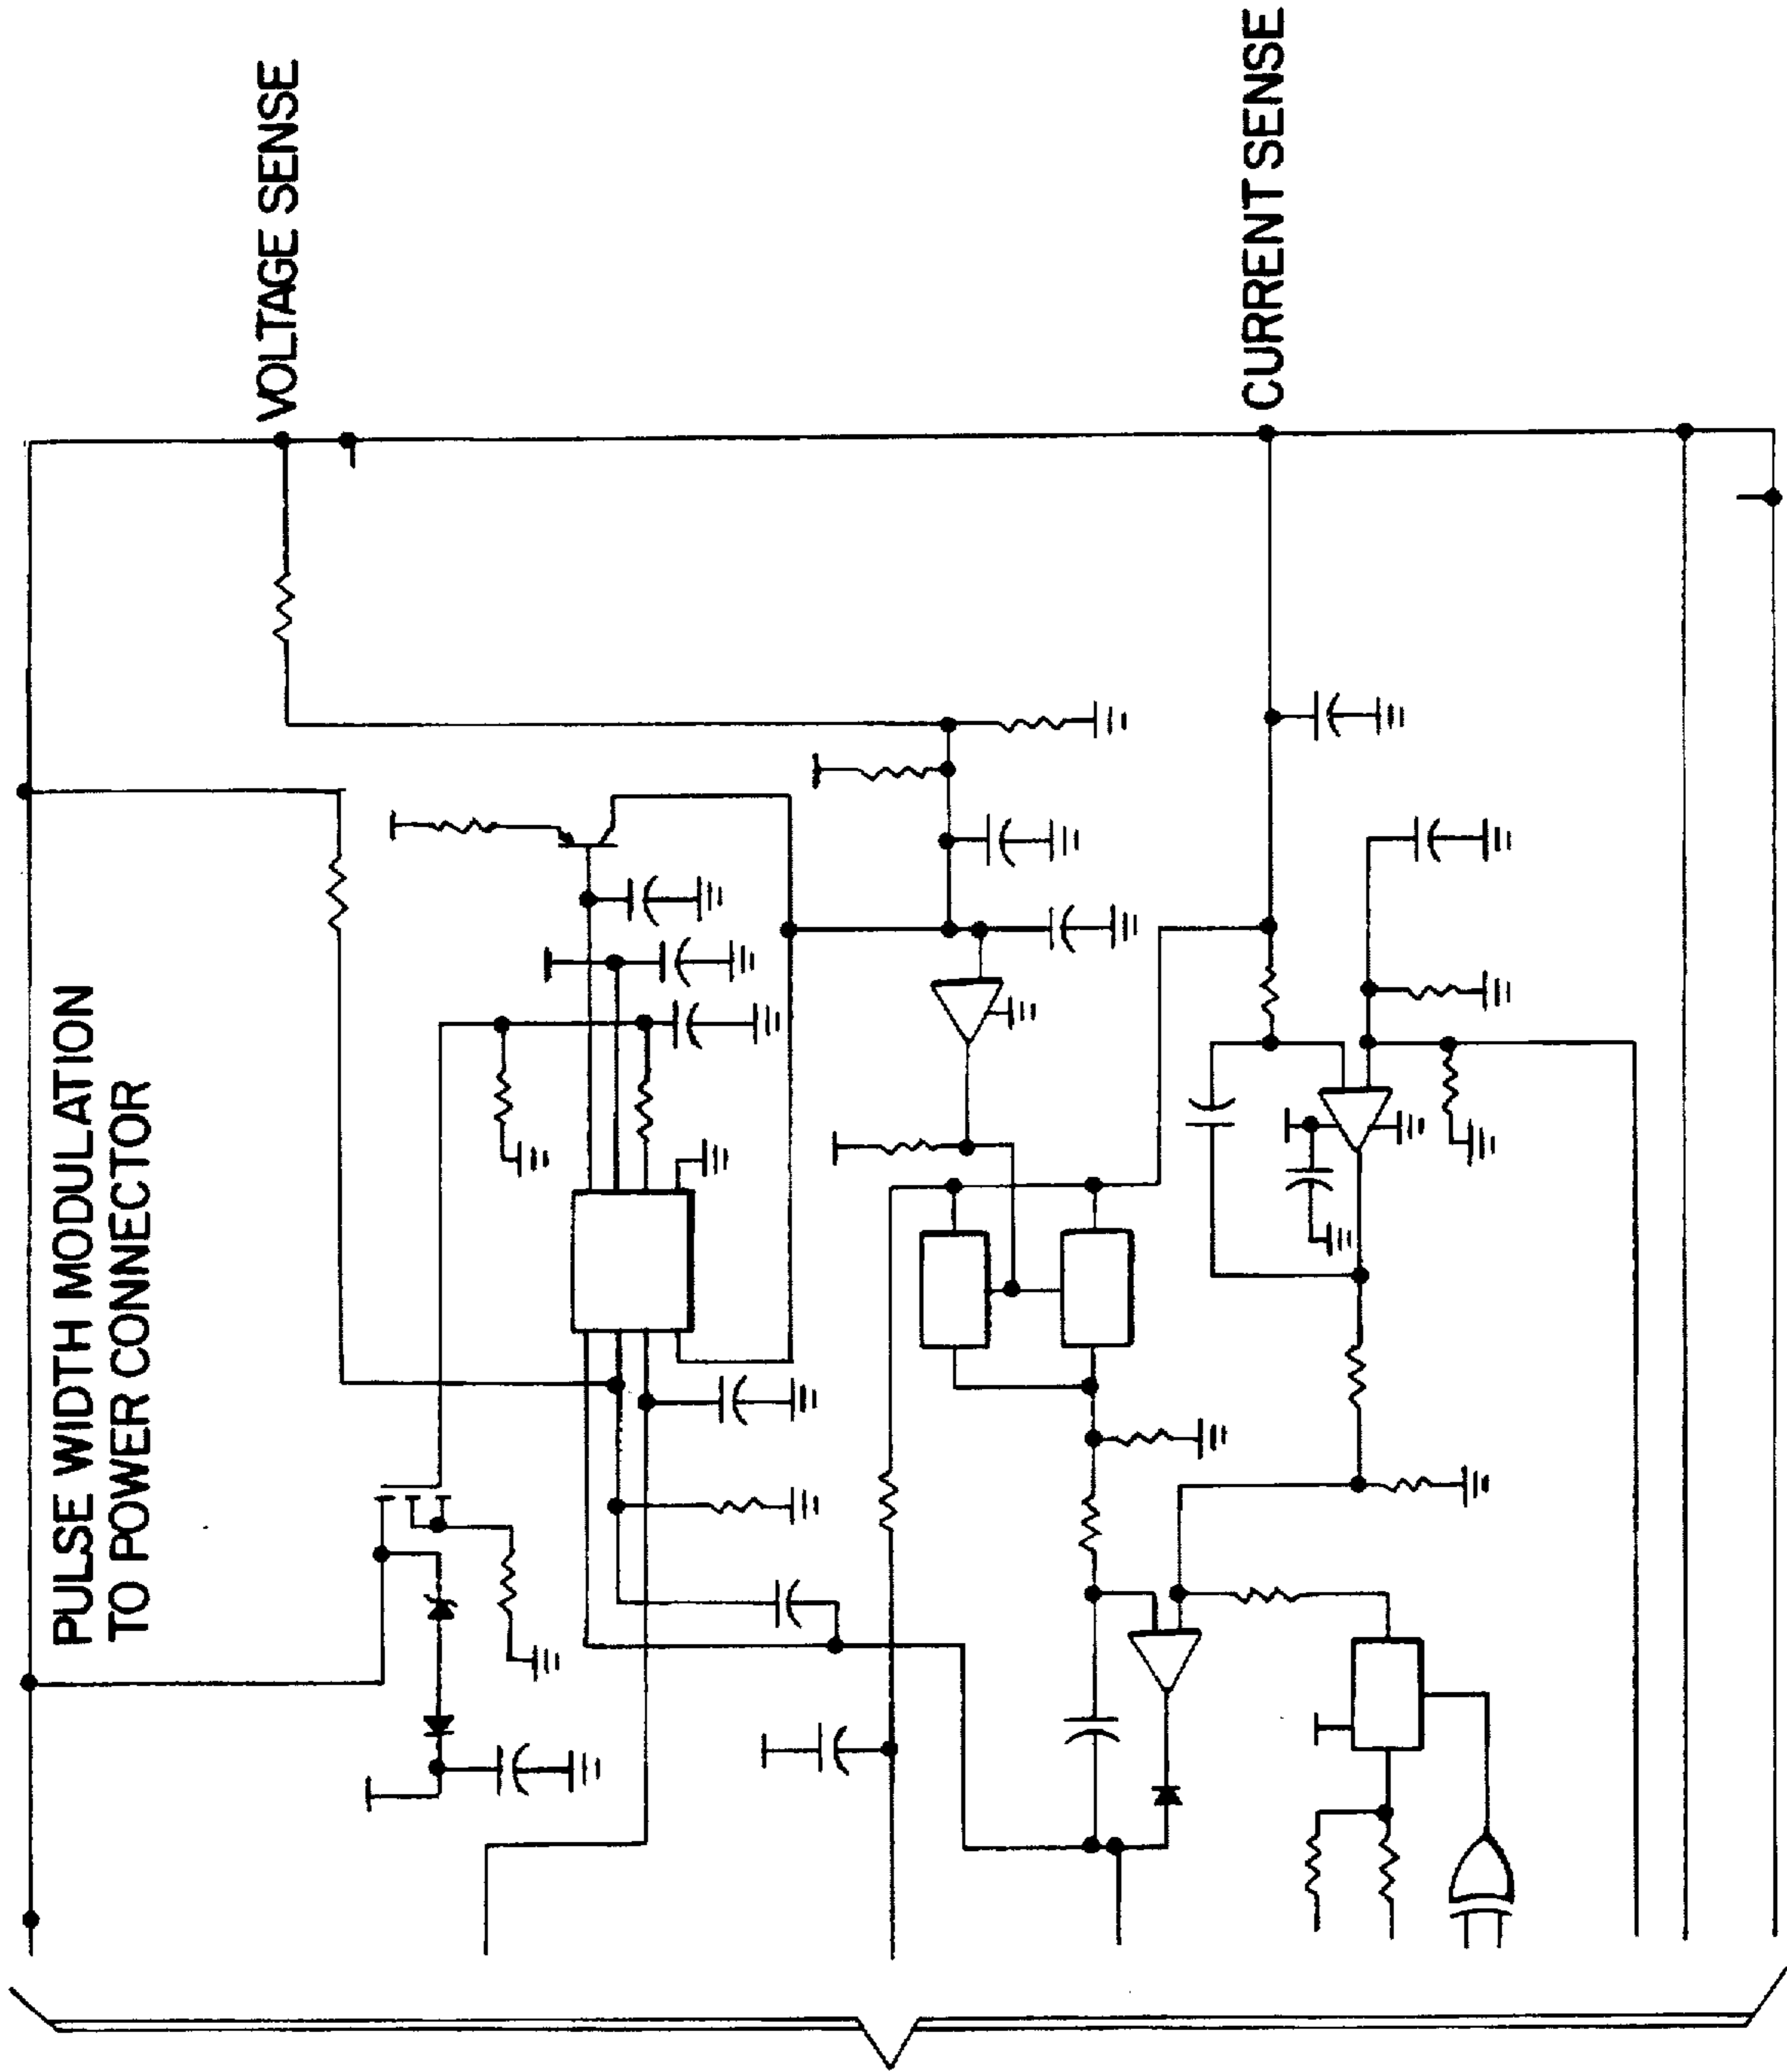 PULSE WIDTH MODULATION
TO POWER CONNECTOR
VOLTAGE SENSE
CURRENT SENSE